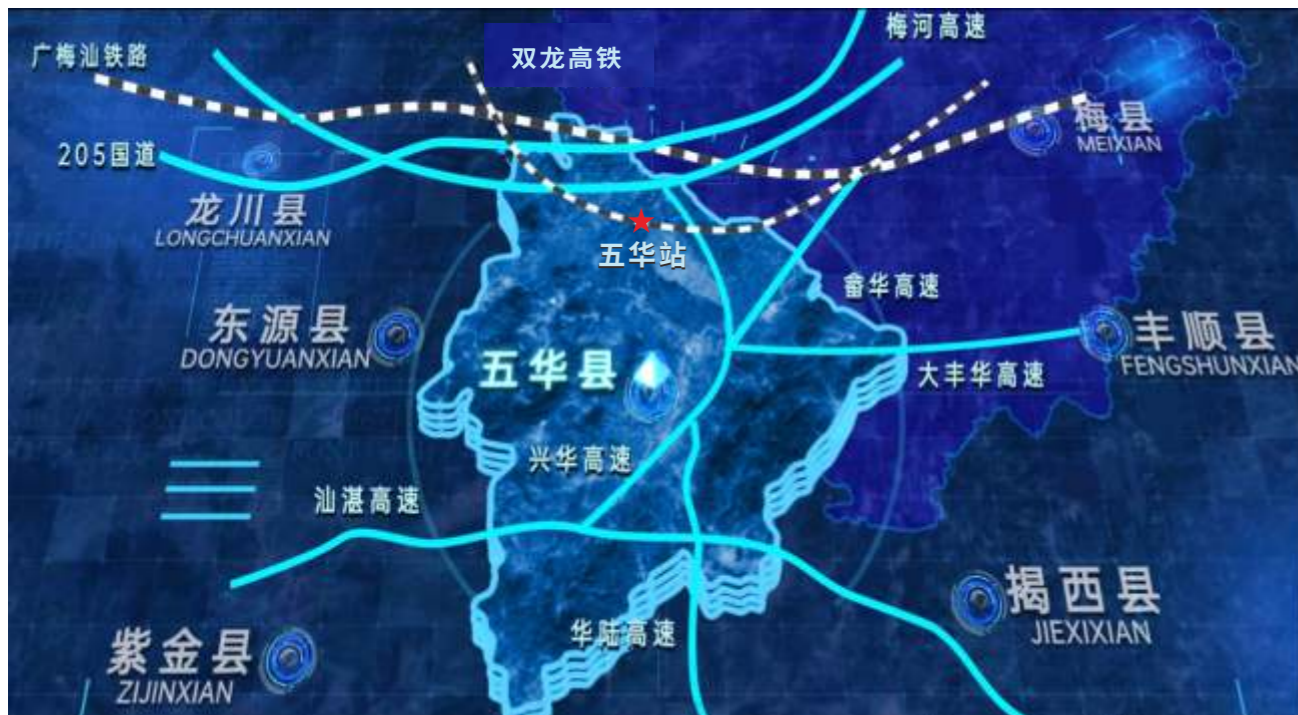 梅河高速
广梅汕铁路
双龙高铁
梅县
MEIXIAN
205国道
龙川县
LONGCHUANXIAN
五华站
畲华高速
东源县
DONGYUANXIAN
丰顺县
FENGSHUNXIAN
五华县
大丰华高速
兴华高速
汕湛高速
揭西县
JIEXIXIAN
华陆高速
紫金县
ZIJINXIAN